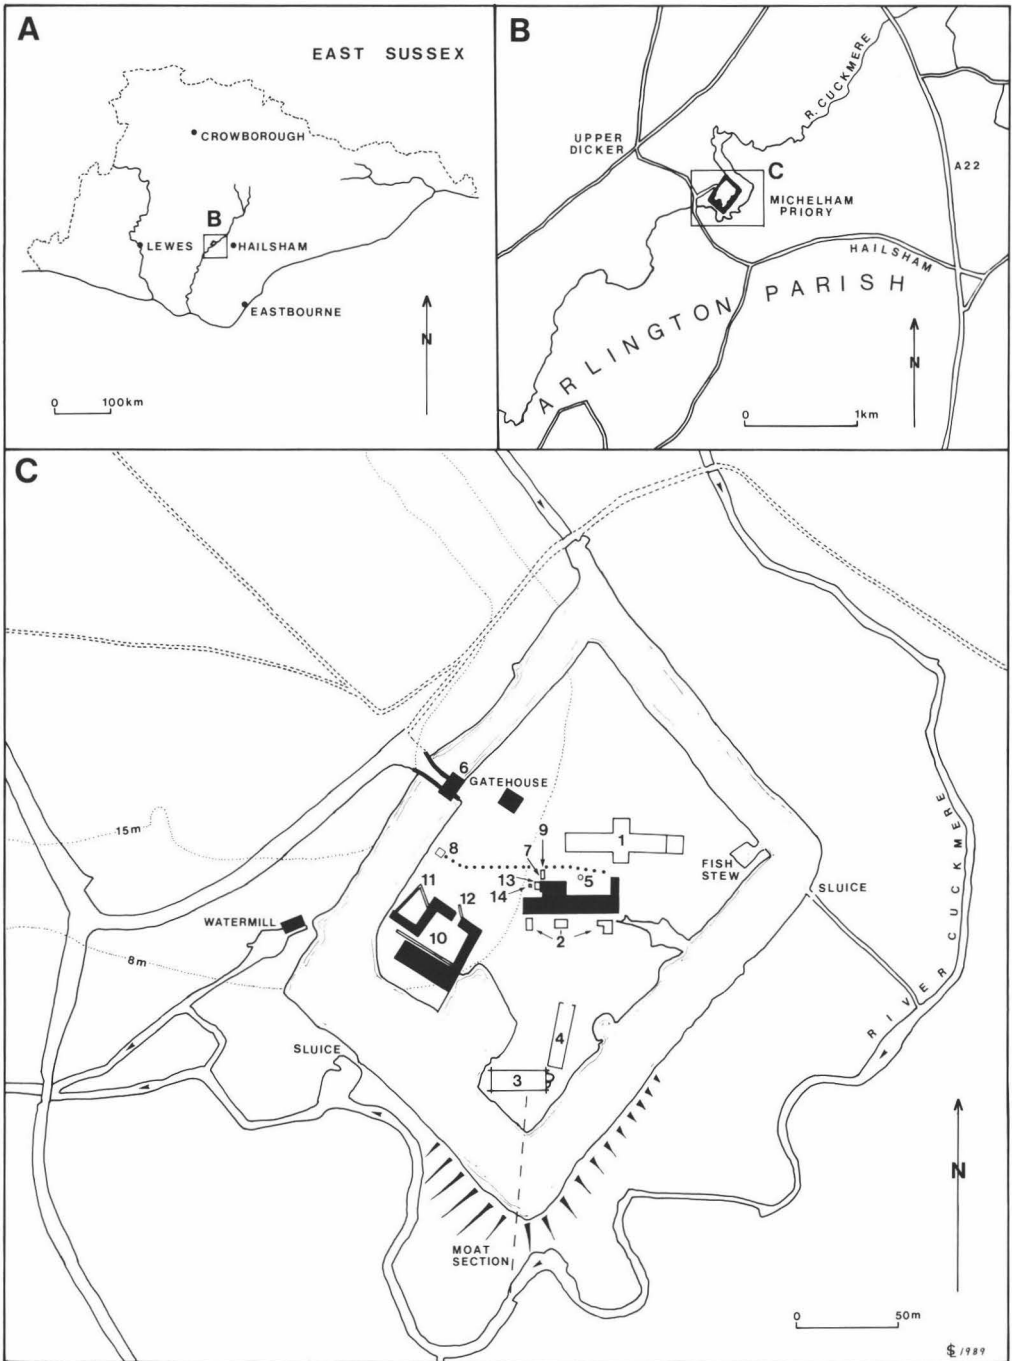 A
EAST SUSSEX
CROWBOROUGH
B
LEWES
HAILSHAM
EASTBOURNE
N
0 100km
B
R. CUCKMERE
UPPER
DICKER
A22
C
MICHELHAM
PRIORY
HAILSHAM
ARLINGTON PARISH
N
0 1km
C
6
GATEHOUSE
15m
9
1
8
7
FISH
STEW
13
5
11
14
12
SLUICE
WATERMILL
10
2
8m
RIVER CUCKMERE
4
SLUICE
3
N
MOAT
SECTION
0 50m
1989